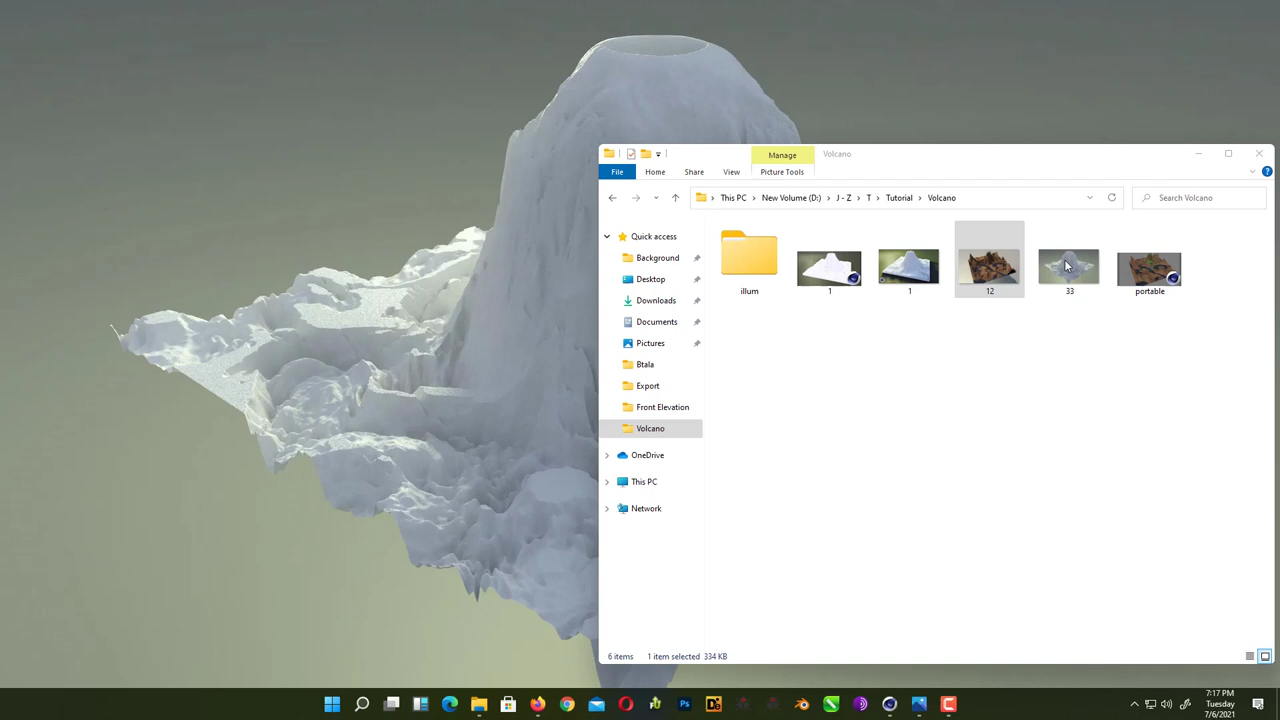 Manage
Volcano
File
Home
Share
View
Picture Tools
This PC
New Volume (D:)
J - Z
T
Tutorial
Volcano
Search Volcano
Quick access
Background
Desktop
Downloads
Documents
Pictures
Btala
Export
Front Elevation
Volcano
OneDrive
This PC
Network
illum
1
1
12
33
portable
6 items
1 item selected 334 KB
Ps
7:17 PM
Tuesday
7/6/2021